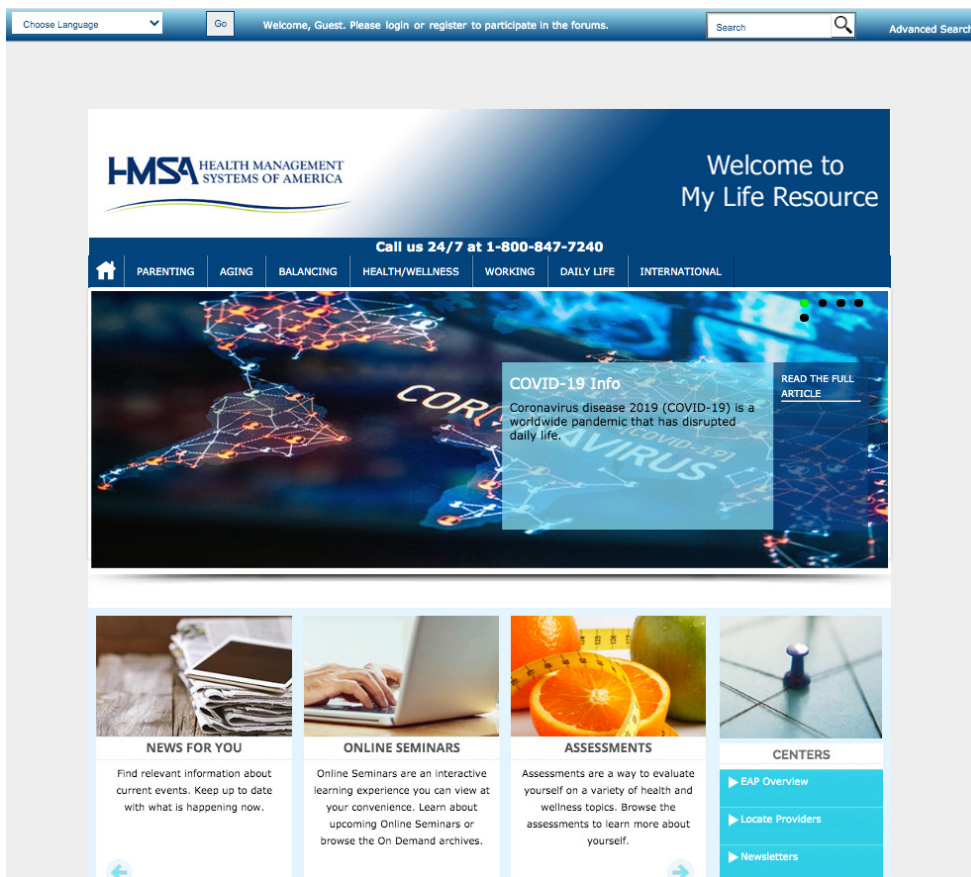 Choose Language
Go
Welcome, Guest. Please login or register to participate in the forums.
Search
Advanced Search
HMSA HEALTH MANAGEMENT
SYSTEMS OF AMERICA
Welcome to
My Life Resource
Call us 24/7 at 1-800-847-7240
PARENTING
AGING
BALANCING
HEALTH/WELLNESS
WORKING
DAILY LIFE
INTERNATIONAL
CORONAVIRUS
[COVID-19]
COVID-19 Info
Coronavirus disease 2019 (COVID-19) is a
worldwide pandemic that has disrupted
daily life.
READ THE FULL
ARTICLE
NEWS FOR YOU
Find relevant information about
current events. Keep up to date
with what is happening now.
ONLINE SEMINARS
Online Seminars are an interactive
learning experience you can view at
your convenience. Learn about
upcoming Online Seminars or
browse the On Demand archives.
ASSESSMENTS
Assessments are a way to evaluate
yourself on a variety of health and
wellness topics. Browse the
assessments to learn more about
yourself.
CENTERS
EAP Overview
Locate Providers
Newsletters